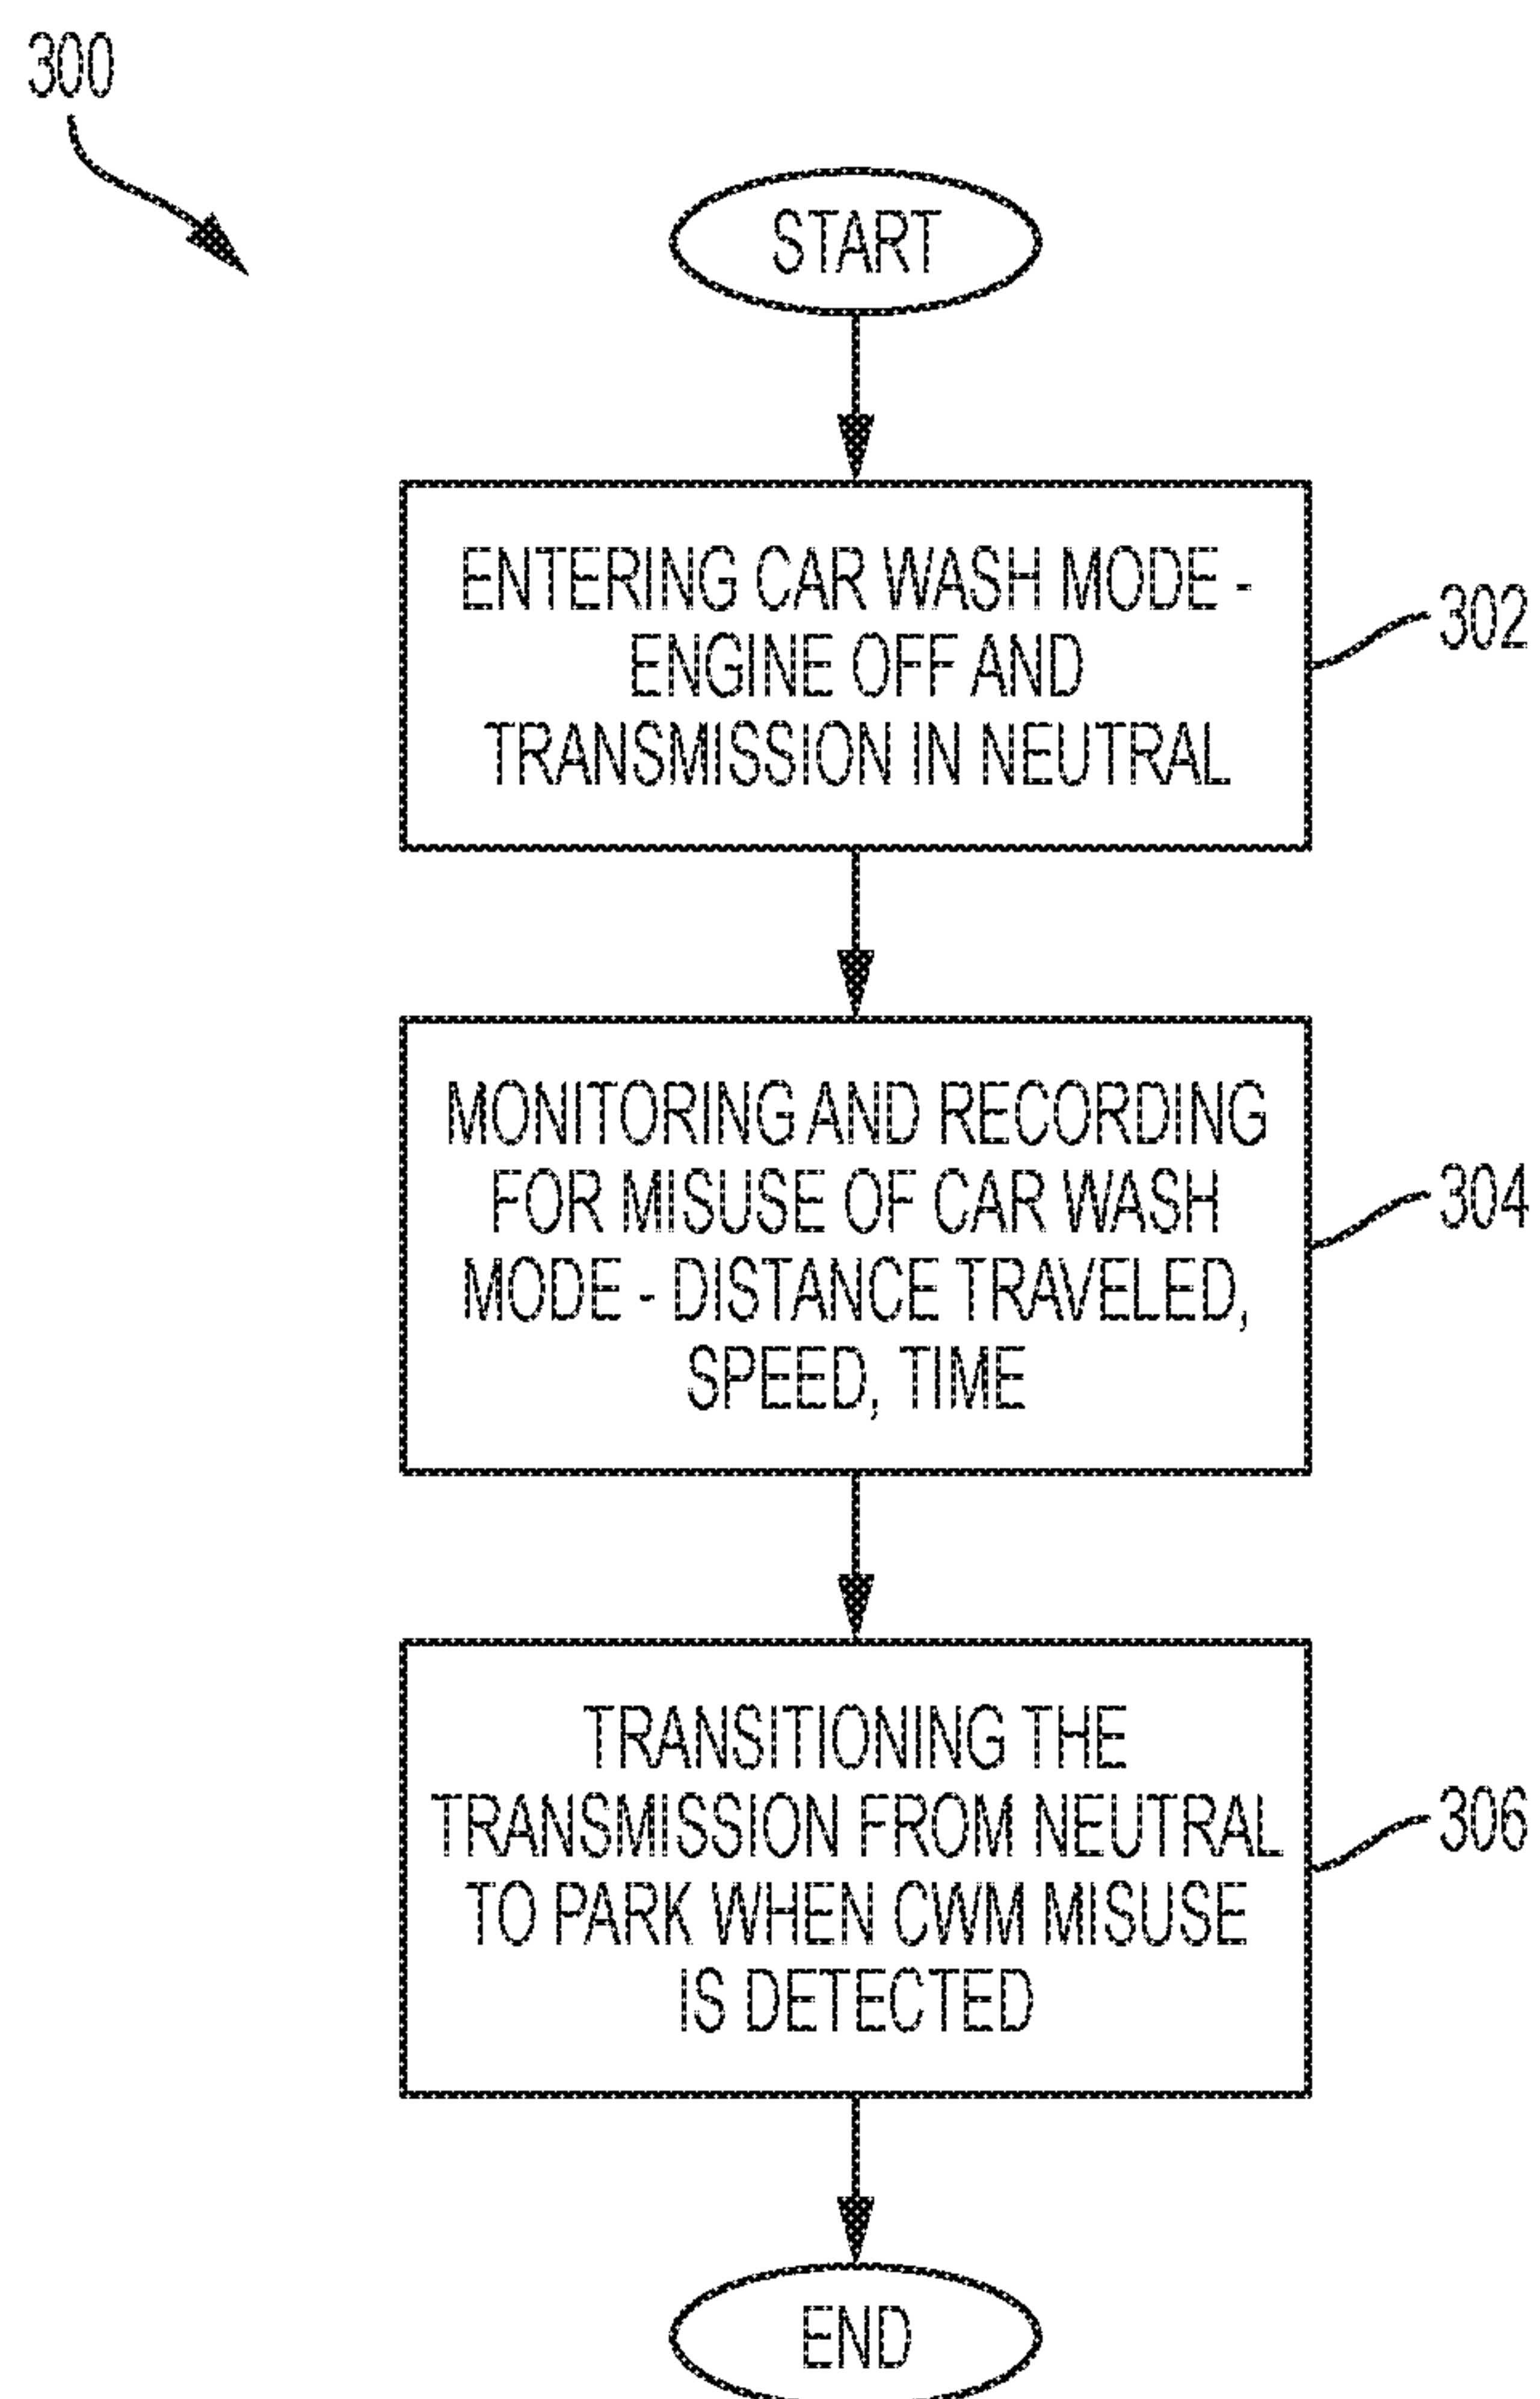 300
START
ENTERING CAR WASH MODE -
ENGINE OFF AND
TRANSMISSION IN NEUTRAL
302
MONITORING AND RECORDING
FOR MISUSE OF CAR WASH
MODE - DISTANCE TRAVELED,
SPEED, TIME
304
TRANSITIONING THE
TRANSMISSION FROM NEUTRAL
TO PARK WHEN CWM MISUSE
IS DETECTED
306
END